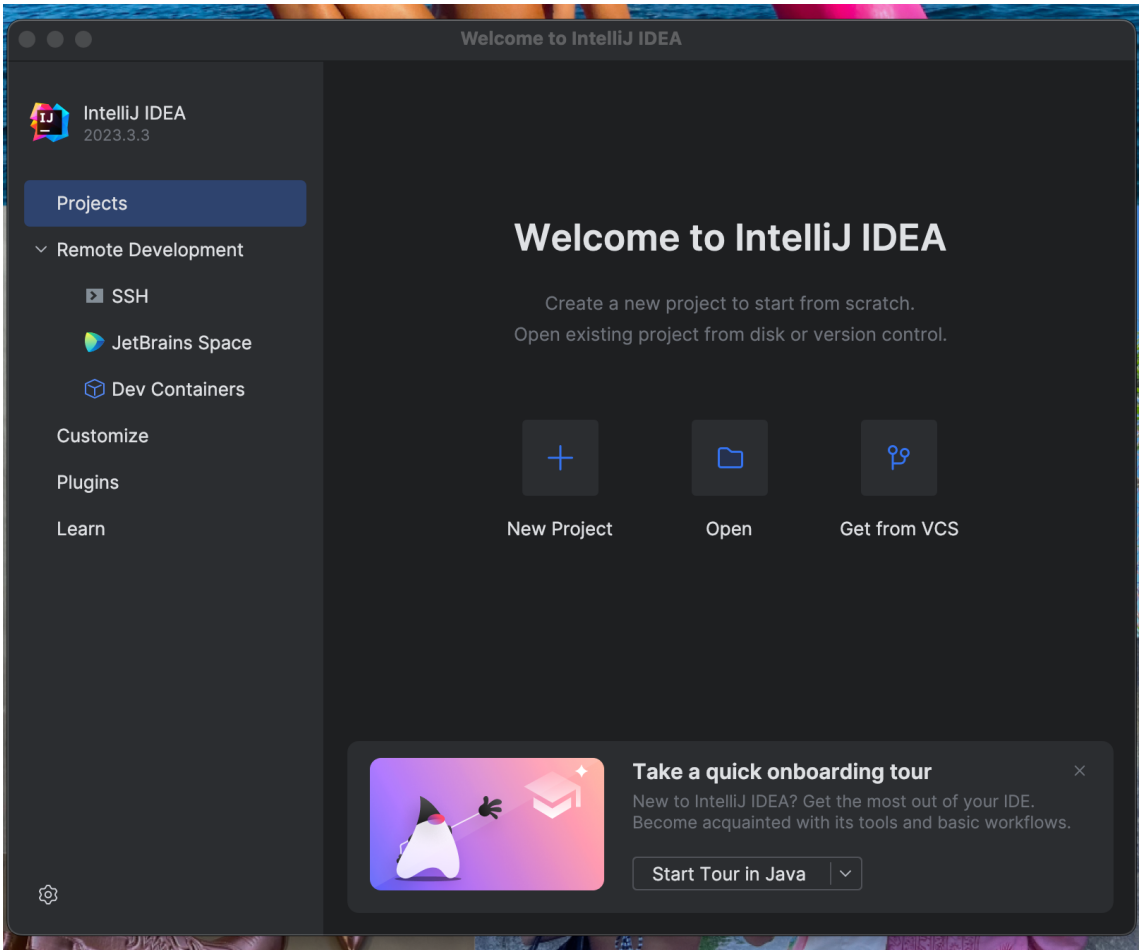 Welcome to IntelliJ IDEA
IJ
IntelliJ IDEA
2023.3.3
Projects
Remote Development
SSH
JetBrains Space
Dev Containers
Customize
Plugins
Learn
Welcome to IntelliJ IDEA
Create a new project to start from scratch.
Open existing project from disk or version control.
New Project
Open
Get from VCS
Take a quick onboarding tour
New to IntelliJ IDEA? Get the most out of your IDE.
Become acquainted with its tools and basic workflows.
Start Tour in Java